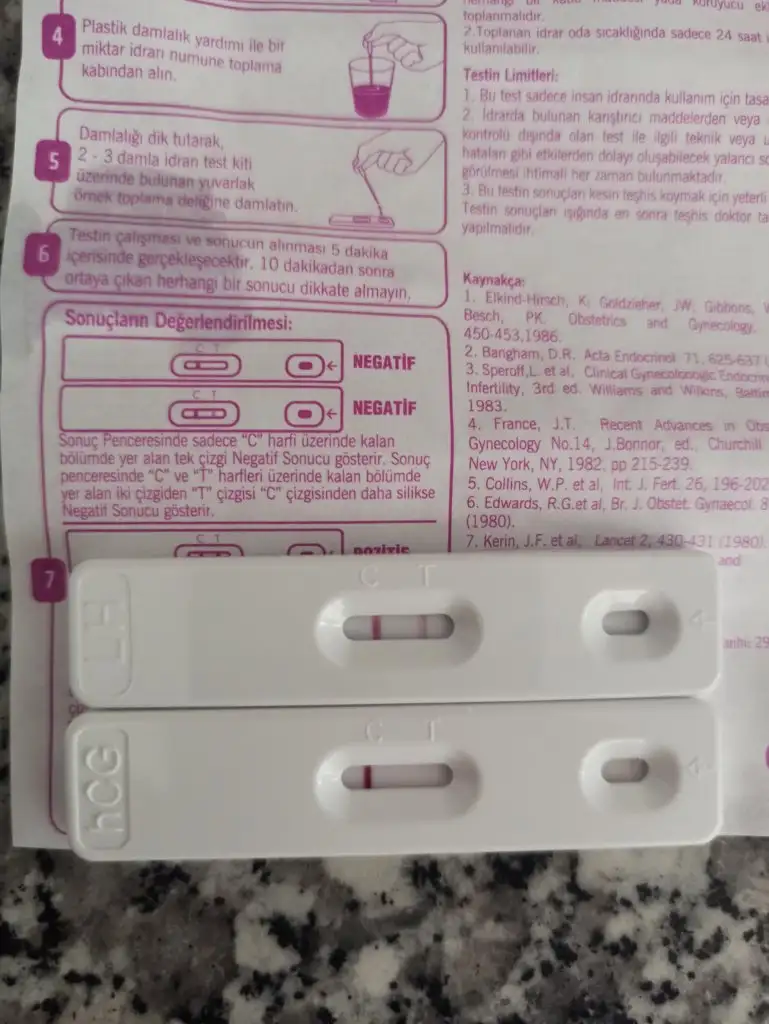 4
Plastik damlalık yardımı ile bir
miktar idrarı numune toplama
kabından alın.
5
Damlalığı dik tutarak,
2 - 3 damla idrarı test kiti
üzerinde bulunan yuvarlak
örnek toplama deliğine damlatın.
6
Testin çalışması ve sonucun alınması 5 dakika
içerisinde gerçekleşecektir. 10 dakikadan sonra
ortaya çıkan herhangi bir sonucu dikkate almayın,
Sonuçların Değerlendirilmesi:
C T
NEGATİF
C T
NEGATİF
Sonuç Penceresinde sadece "C" harfi üzerinde kalan
bölümde yer alan tek çizgi Negatif Sonucu gösterir. Sonuç
penceresinde "C" ve "T" harfleri üzerinde kalan bölümde
yer alan iki çizgiden "T" çizgisi "C" çizgisinden daha silikse
Negatif Sonucu gösterir.
C T
POZİTİF
7
toplanmalıdır.
2.Toplanan idrar oda sıcaklığında sadece 24 saat
kullanılabilir.
Testin Limitleri:
1. Bu test sadece insan idrarında kullanım için
2. İdrarda bulunan karıştırıcı maddelerden veya
kontrolü dışında olan test ile ilgili teknik veya
hataları gibi etkilerden dolayı oluşabilecek yalancı
görülmesi ihtimali her zaman bulunmaktadır.
3. Bu testin sonuçları kesin teşhis koymak için yeterli
Testin sonuçları ışığında en sonra teşhis doktor
yapılmalıdır.
Kaynakça:
1. Elkind-Hirsch, K; Goldzieher, JW, Gibbons,
Besch, PK. Obstetrics and Gynecology,
450-453,1986.
2. Bangham, D.R. Acta Endocrinol 71, 625-637
3. Speroff,L. et al, Clinical Gynecologic
Infertility, 3rd ed. Williams and Wilkins,
1983.
4. France, J.T. Recent Advances in
Gynecology No.14, J.Bonnor, ed., Churchill
New York, NY, 1982, pp 215-239.
5. Collins, W.P. et al, Int. J. Fert. 26, 196-202
6. Edwards, R.G.et al, Br. J. Obstet. Gynaecol. 8
(1980).
7. Kerin, J.F. et al, Lancet 2, 430-431 (1980).
and
29
LH
C T
hCG
C T